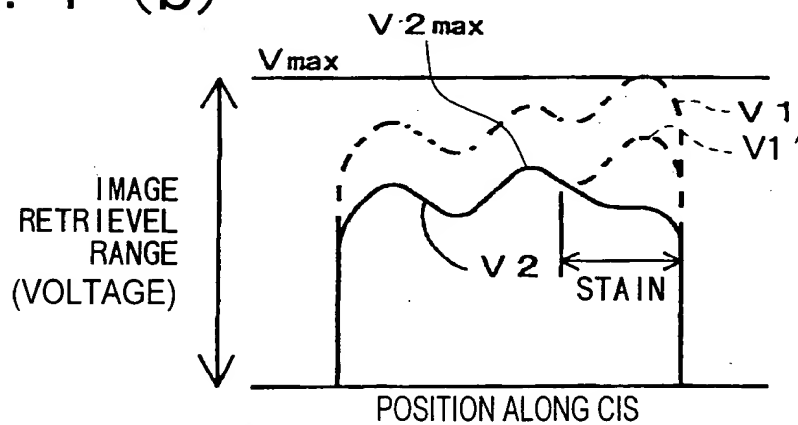 (b)
V2max
Vmax
V1
V1'
IMAGE
RETRIEVEL
RANGE
(VOLTAGE)
V2
STAIN
POSITION ALONG CIS